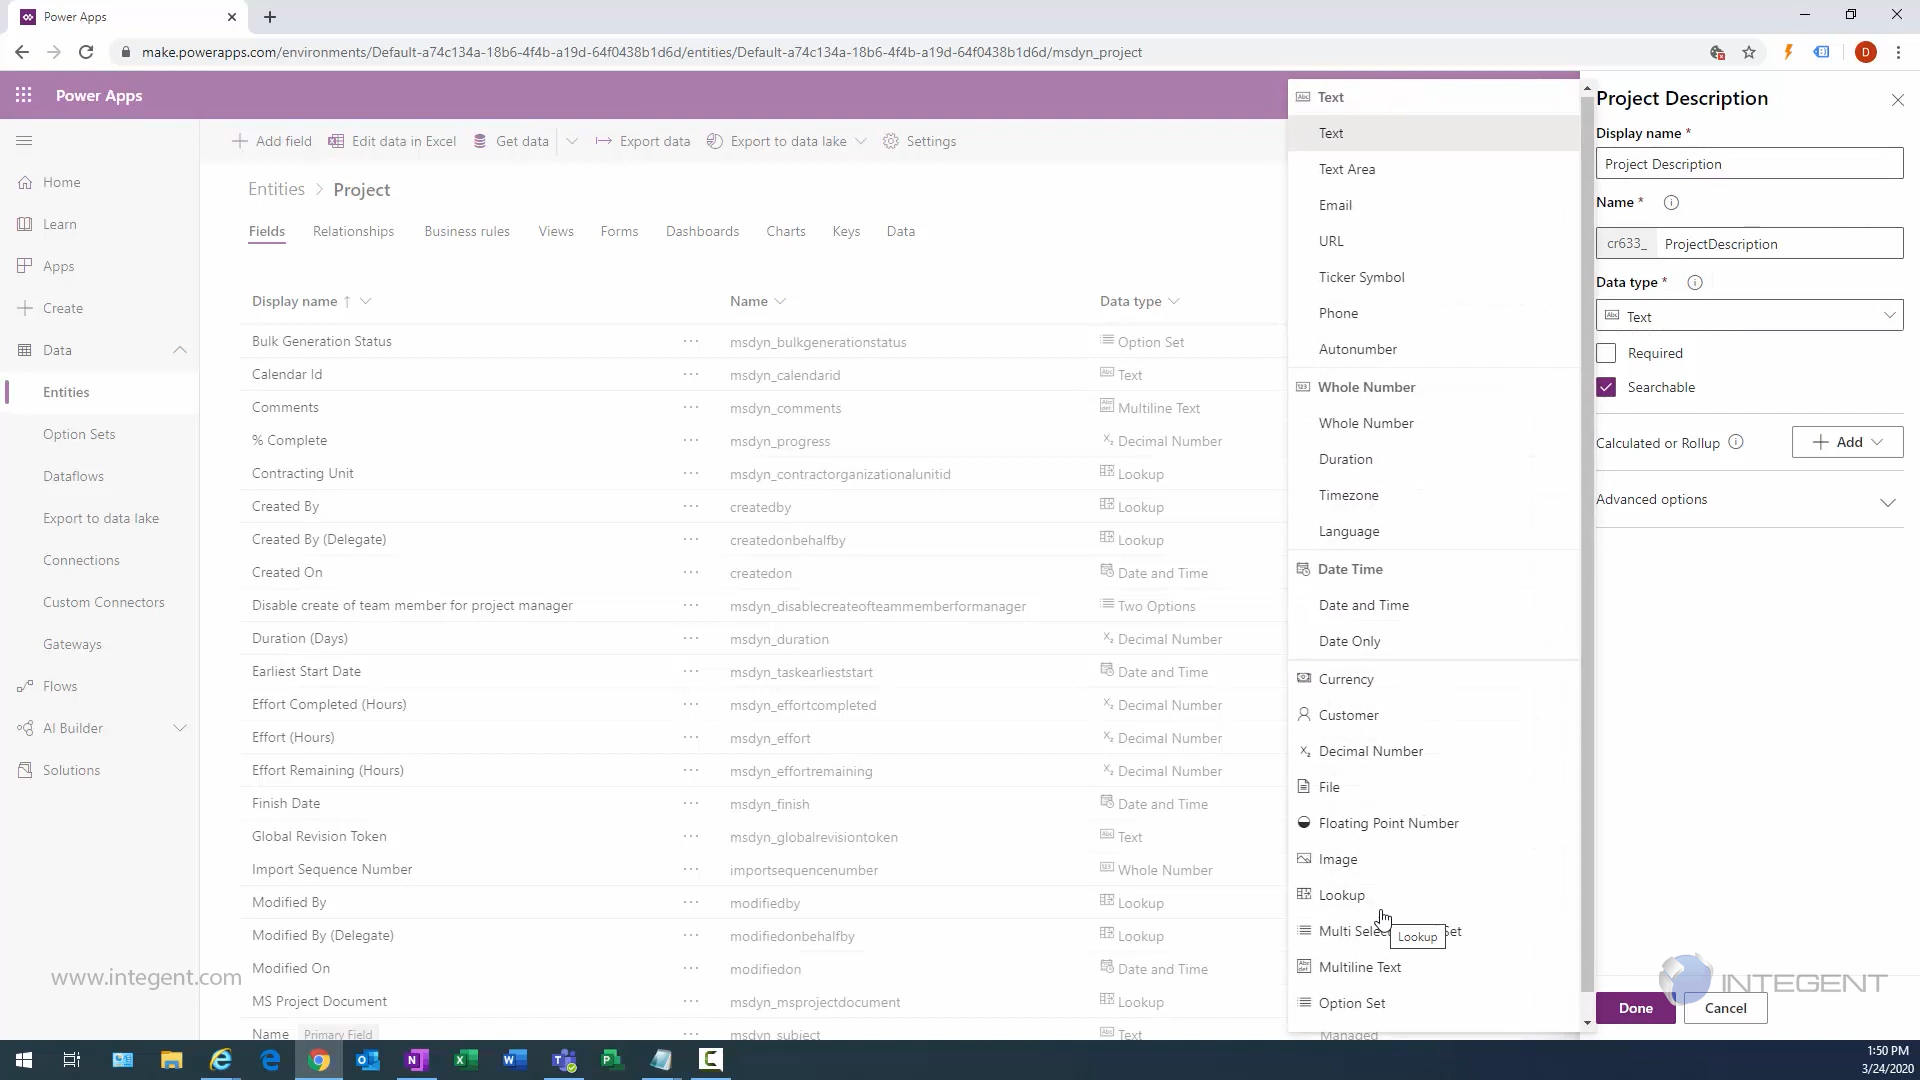 Power Apps
make.powerapps.com/environments/Default-a74c134a-18b6-4f4b-a19d-64f0438b1d6d/entities/Default-a74c134a-18b6-4f4b-a19d-64f0438b1d6d/msdyn_project
D
Power Apps
Add field
Edit data in Excel
Get data
Export data
Export to data lake
Settings
Home
Learn
Apps
Create
Data
Entities
Option Sets
Dataflows
Export to data lake
Connections
Custom Connectors
Gateways
Flows
AI Builder
Solutions
Entities > Project
Fields Relationships Business rules Views Forms Dashboards Charts Keys Data
Display name ↑ Name Data type
Bulk Generation Status ··· msdyn_bulkgenerationstatus Option Set
Calendar Id ··· msdyn_calendarid Text
Comments ··· msdyn_comments Multiline Text
% Complete ··· msdyn_progress Decimal Number
Contracting Unit ··· msdyn_contractorganizationalunitid Lookup
Created By ··· createdby Lookup
Created By (Delegate) ··· createdonbehalfby Lookup
Created On ··· createdon Date and Time
Disable create of team member for project manager ··· msdyn_disablecreateofteammemberformanager Two Options
Duration (Days) ··· msdyn_duration Decimal Number
Earliest Start Date ··· msdyn_taskearlieststart Date and Time
Effort Completed (Hours) ··· msdyn_effortcompleted Decimal Number
Effort (Hours) ··· msdyn_effort Decimal Number
Effort Remaining (Hours) ··· msdyn_effortremaining Decimal Number
Finish Date ··· msdyn_finish Date and Time
Global Revision Token ··· msdyn_globalrevisiontoken Text
Import Sequence Number ··· importsequencenumber Whole Number
Modified By ··· modifiedby Lookup
Modified By (Delegate) ··· modifiedonbehalfby Lookup
Modified On ··· modifiedon Date and Time
MS Project Document ··· msdyn_msprojectdocument Lookup
Name Primary Field ··· msdyn_subject Text Managed
www.integent.com
Text
Text
Text Area
Email
URL
Ticker Symbol
Phone
Autonumber
Whole Number
Whole Number
Duration
Timezone
Language
Date Time
Date and Time
Date Only
Currency
Customer
Decimal Number
File
Floating Point Number
Image
Lookup
Multi Select
Lookup
Multiline Text
Option Set
Project Description
Display name *
Project Description
Name *
cr633_ ProjectDescription
Data type *
Text
Required
Searchable
Calculated or Rollup
Add
Advanced options
INTEGENT
Done Cancel
1:50 PM
3/24/2020